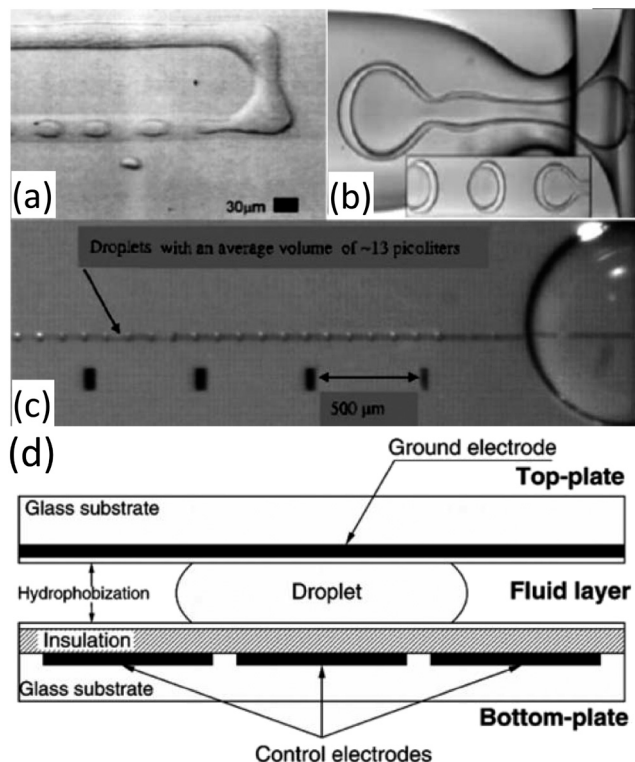 (a)
30μm
(b)
Droplets with an average volume of ~13 picoliters
(c)
500 μm
(d)
Ground electrode
Top-plate
Glass substrate
Hydrophobization
Droplet
Fluid layer
Insulation
Glass substrate
Bottom-plate
Control electrodes